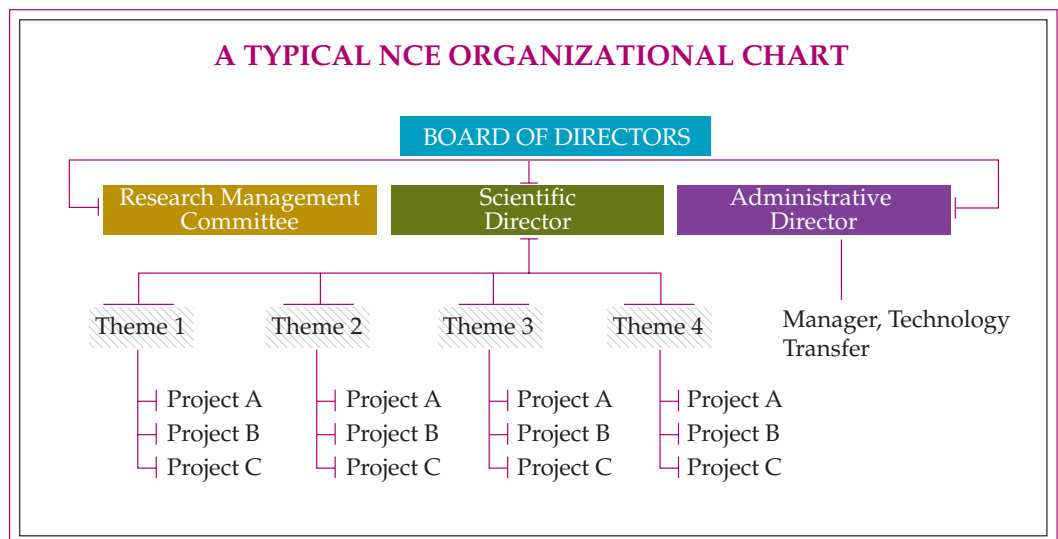 A TYPICAL NCE ORGANIZATIONAL CHART
BOARD OF DIRECTORS
Research Management
Committee
Scientific
Director
Administrative
Director
Theme 1
Theme 2
Theme 3
Theme 4
Manager, Technology
Transfer
Project A
Project B
Project C
Project A
Project B
Project C
Project A
Project B
Project C
Project A
Project B
Project C